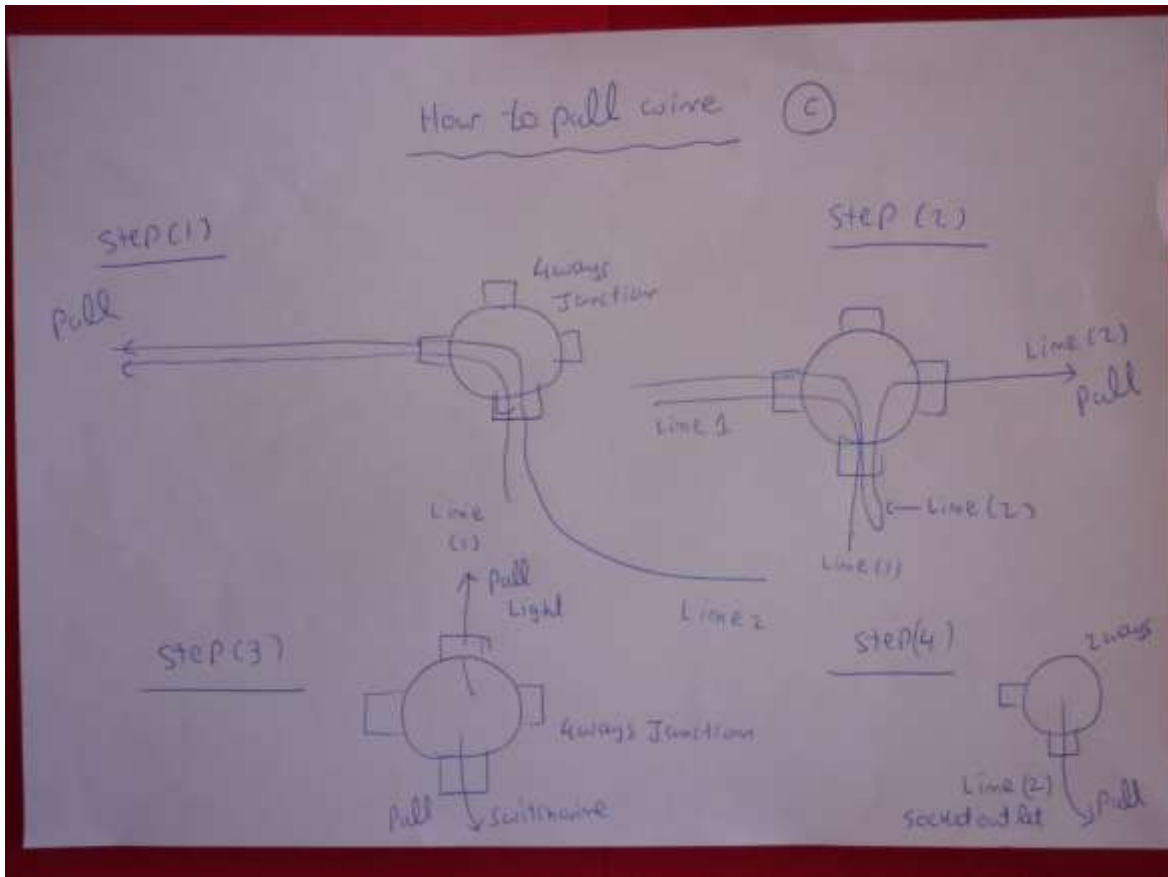 How to pull wire C
Step(1)
Pull
4ways
Junction
Line
(1)
Line 2
Step (2)
Line(2)
Pull
Line 1
Line (2)
Line(1)
Step(3)
Pull
Light
4ways Junction
Pull
Switchwire
Step(4)
2ways
Line (2)
Socket outlet
Pull